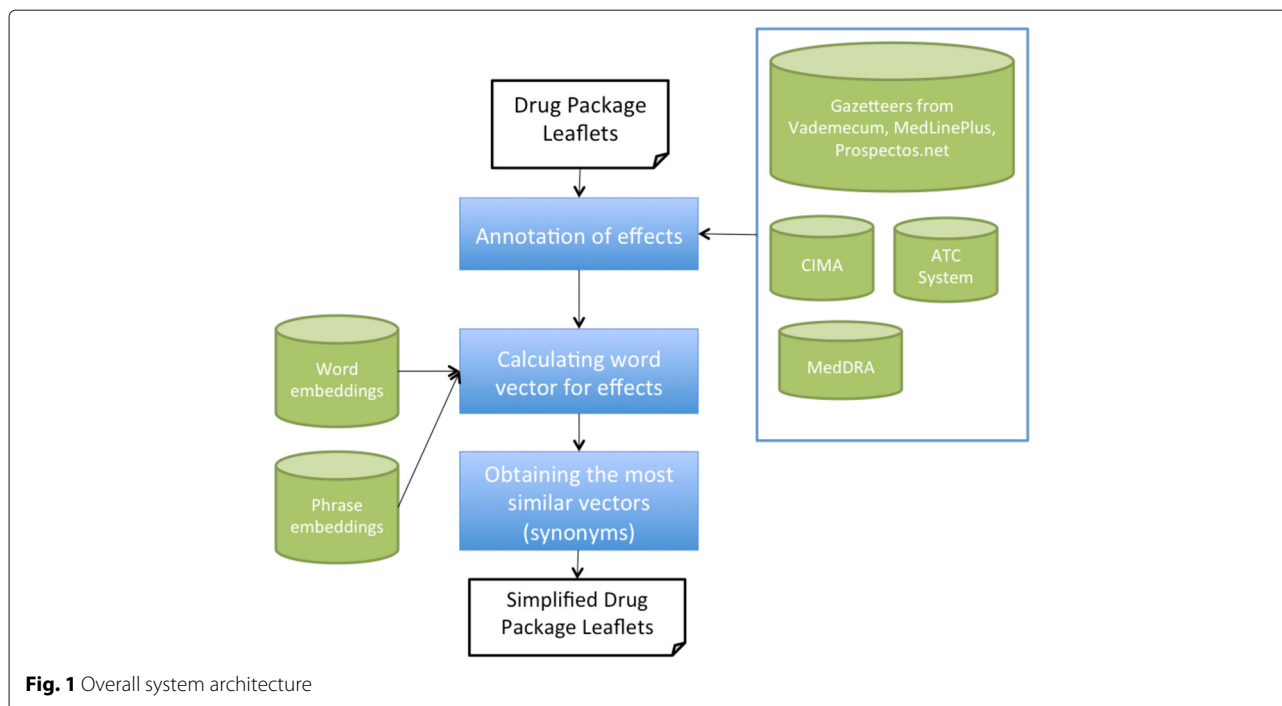 Drug Package
Leaflets
Gazetteers from
Vademecum, MedLinePlus,
Prospectos.net
Annotation of effects
CIMA
ATC
System
MedDRA
Word
embeddings
Calculating word
vector for effects
Phrase
embeddings
Obtaining the most
similar vectors
(synonyms)
Simplified Drug
Package Leaflets
Fig. 1 Overall system architecture